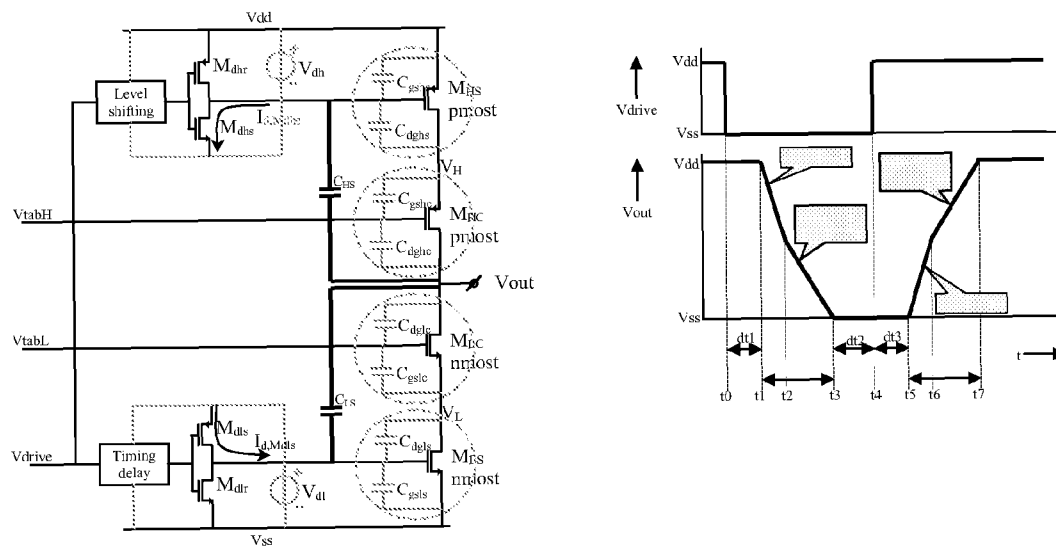 Vdd
Level
shifting
Mdhr
Mdhs
Vdh
Cgshs
Cdghs
MHS
pmost
VH
CHS
VtabH
Cgshc
Cdghc
MHC
pmost
Vout
VtabL
Cdglc
Cgslc
MLC
nmost
CLS
VL
Mdls
Id,Mdls
Cdgls
Cgsls
MLS
nmost
Vdrive
Timing
delay
Mdlr
Vdl
Vss
Vdd
Vdrive
Vss
Vdd
Vout
Vss
dt1
dt2
dt3
t
t0
t1
t2
t3
t4
t5
t6
t7